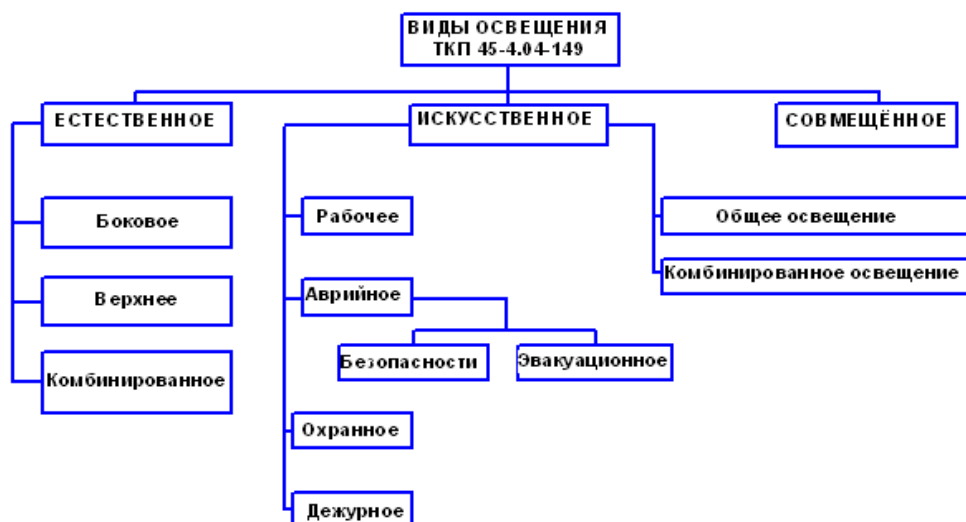 ВИДЫ ОСВЕЩЕНИЯ
ТКП 45-4.04-149
ЕСТЕСТВЕННОЕ
ИСКУССТВЕННОЕ
СОВМЕЩЁННОЕ
Боковое
Верхнее
Комбинированное
Рабочее
Аврийное
Безопасности
Эвакуационное
Охранное
Дежурное
Общее освещение
Комбинированное освещение